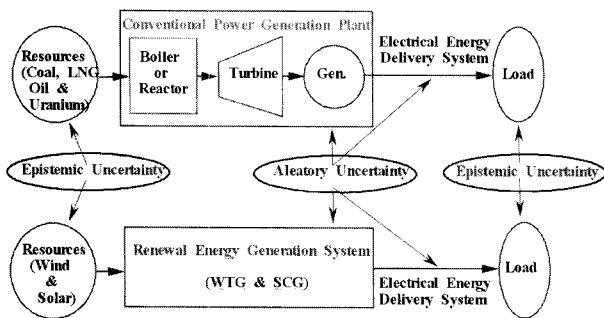 Conventional Power Generation Plant
Resources
(Coal, LNG
Oil &
Uranium)
Boiler
or
Reactor
Turbine
Gen.
Electrical Energy
Delivery System
Load
Epistemic Uncertainty
Aleatory Uncertainty
Epistemic Uncertainty
Resources
(Wind
&
Solar)
Renewal Energy Generation System
(WTG & SCG)
Electrical Energy
Delivery System
Load